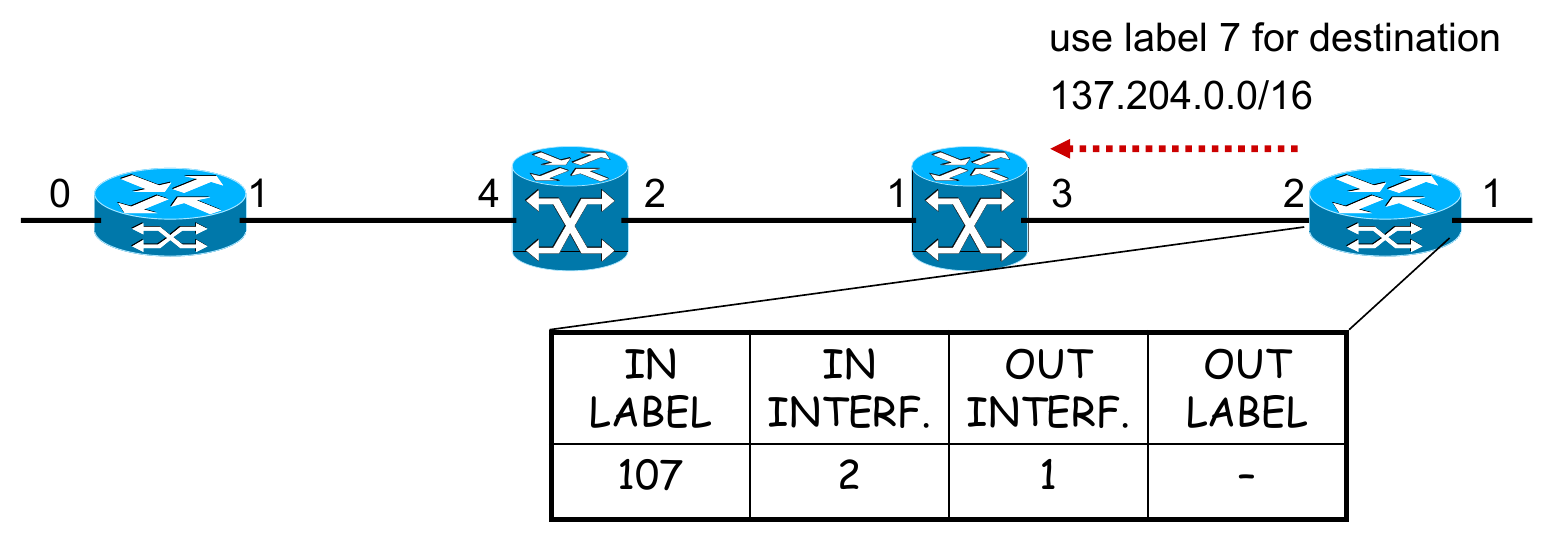 use label 7 for destination
137.204.0.0/16
0 1 4 2 1 3 2 1
IN LABEL IN INTERF. OUT INTERF. OUT LABEL
107 2 1 –